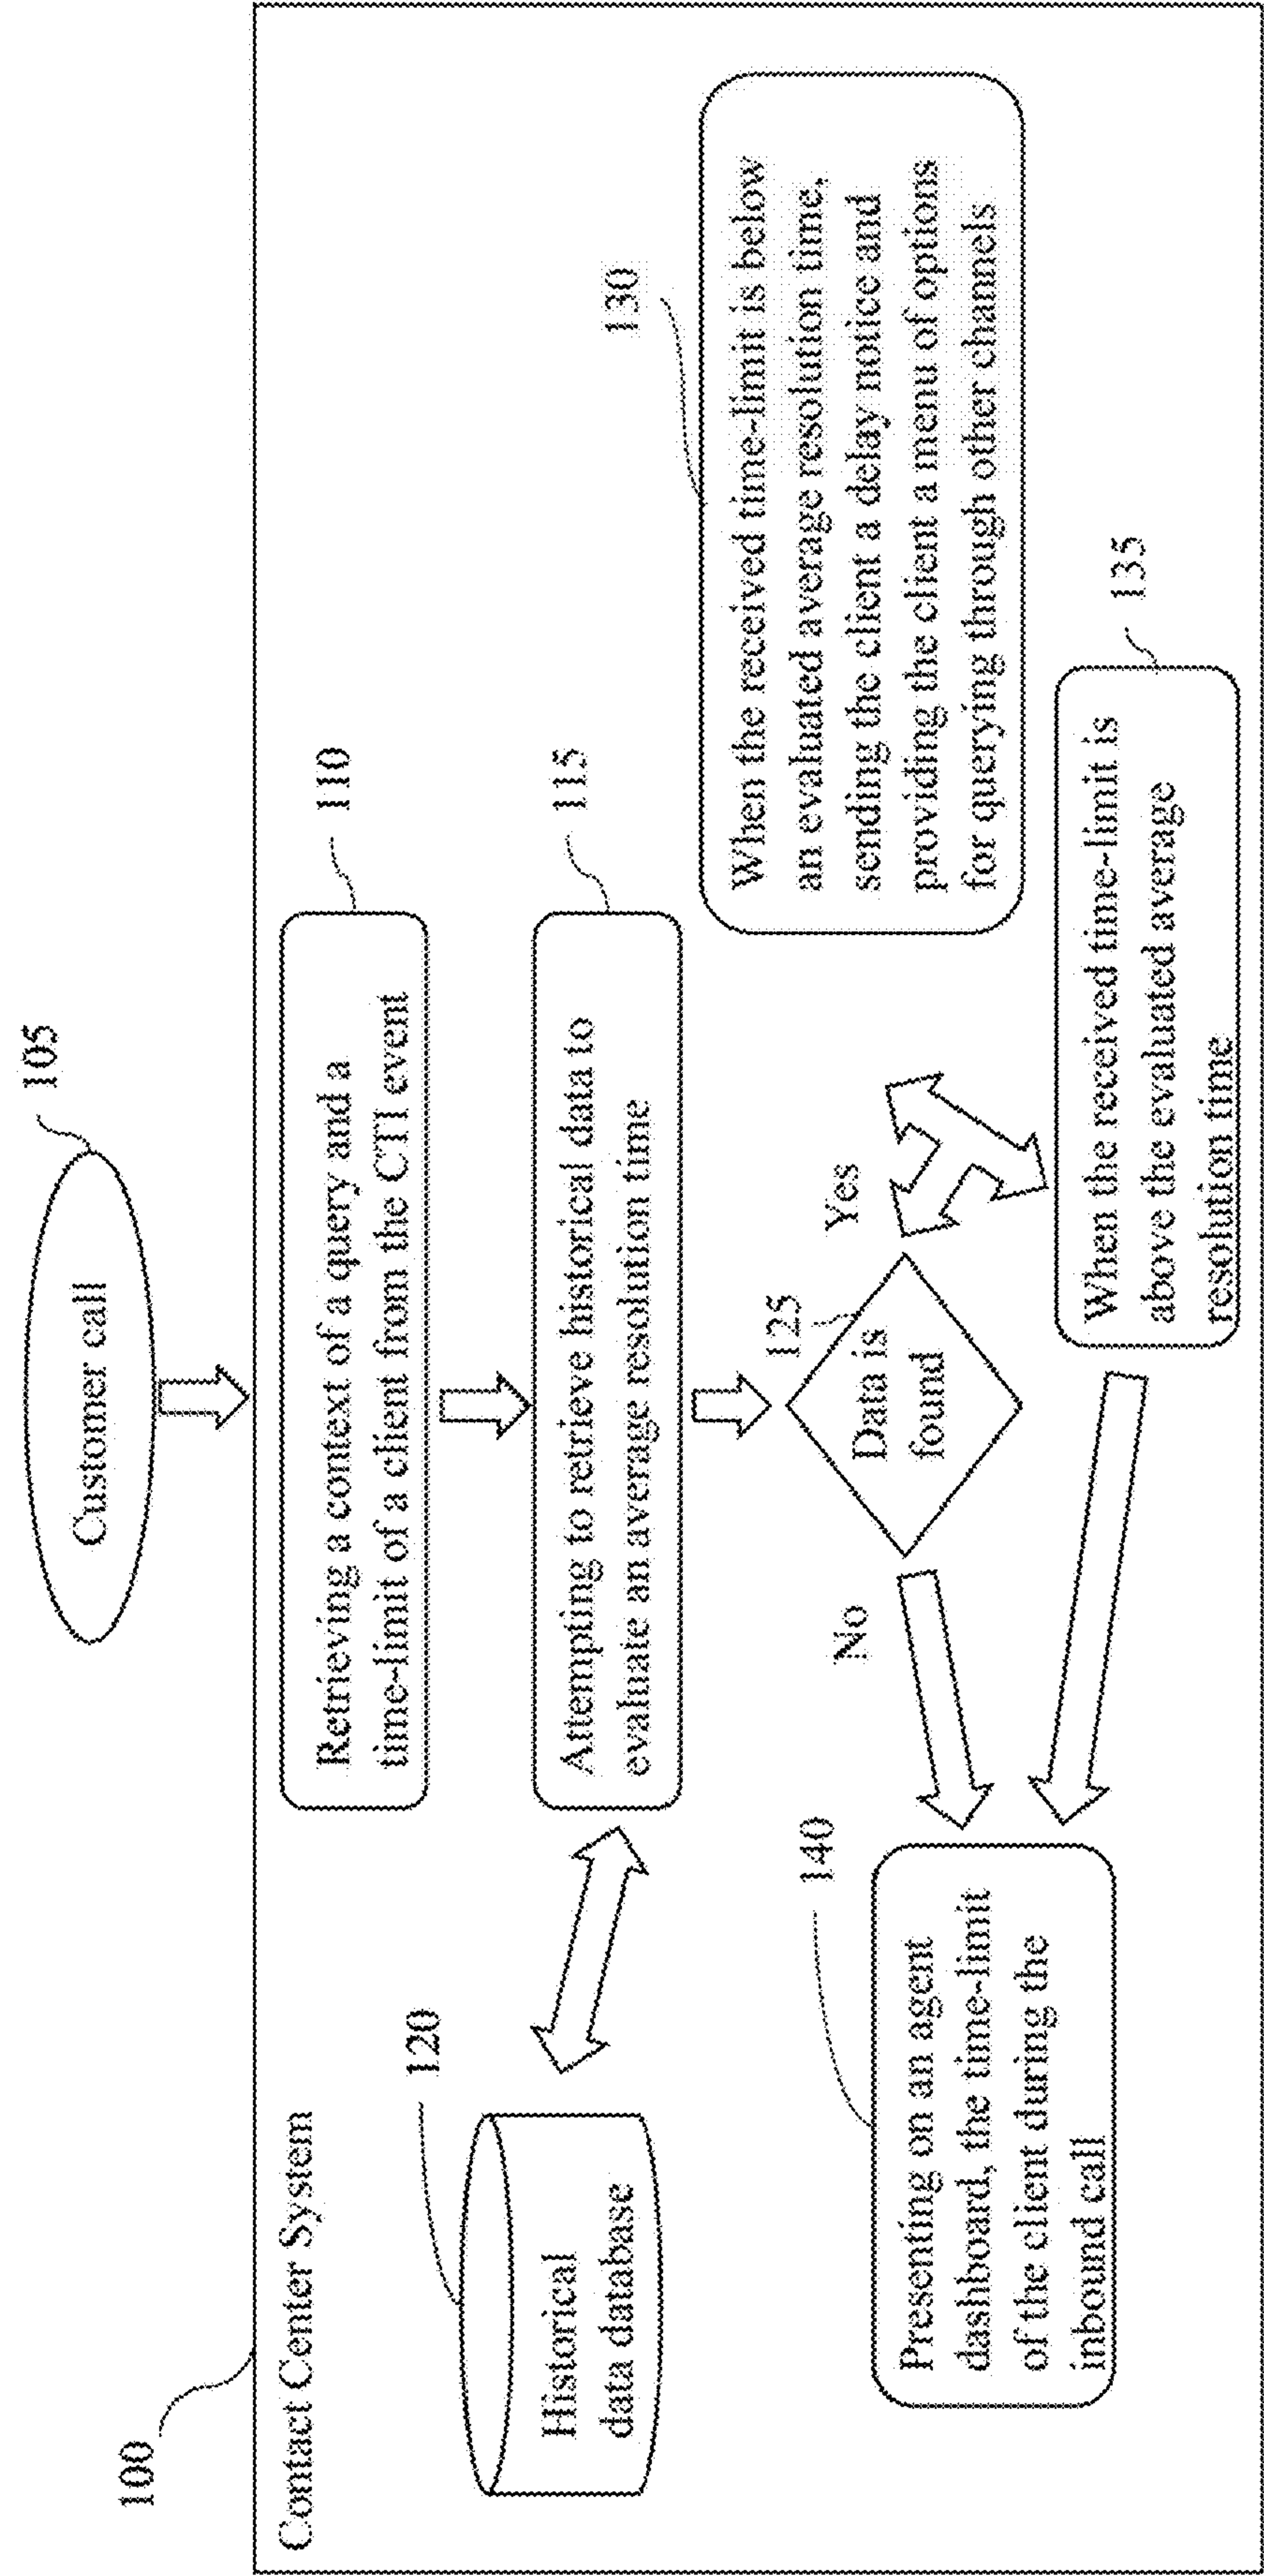 100
Contact Center System
105
Customer call
110
Retrieving a context of a query and a
time-limit of a client from the CTI event
115
Attempting to retrieve historical data to
evaluate an average resolution time
120
Historical
data database
125
Data is
found
Yes
No
130
When the received time-limit is below
an evaluated average resolution time,
sending the client a delay notice and
providing the client a menu of options
for querying through other channels
135
When the received time-limit is
above the evaluated average
resolution time
140
Presenting on an agent
dashboard, the time-limit
of the client during the
inbound call